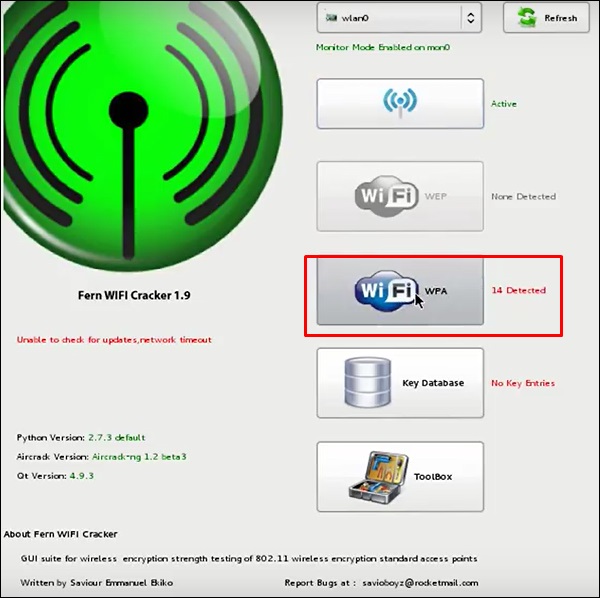 wlan0
Refresh
Monitor Mode Enabled on mon0
Active
WiFi WEP
None Detected
WiFi WPA
14 Detected
Fern WIFI Cracker 1.9
Unable to check for updates,network timeout
Key Database
No Key Entries
Python Version: 2.7.3 default
Aircrack Version: Aircrack-ng 1.2 beta3
Qt Version: 4.9.3
ToolBox
About Fern WIFI Cracker
GUI suite for wireless encryption strength testing of 802.11 wireless encryption standard access points
Written by Saviour Emmanuel Ekiko
Report Bugs at : savioboyz@rocketmail.com